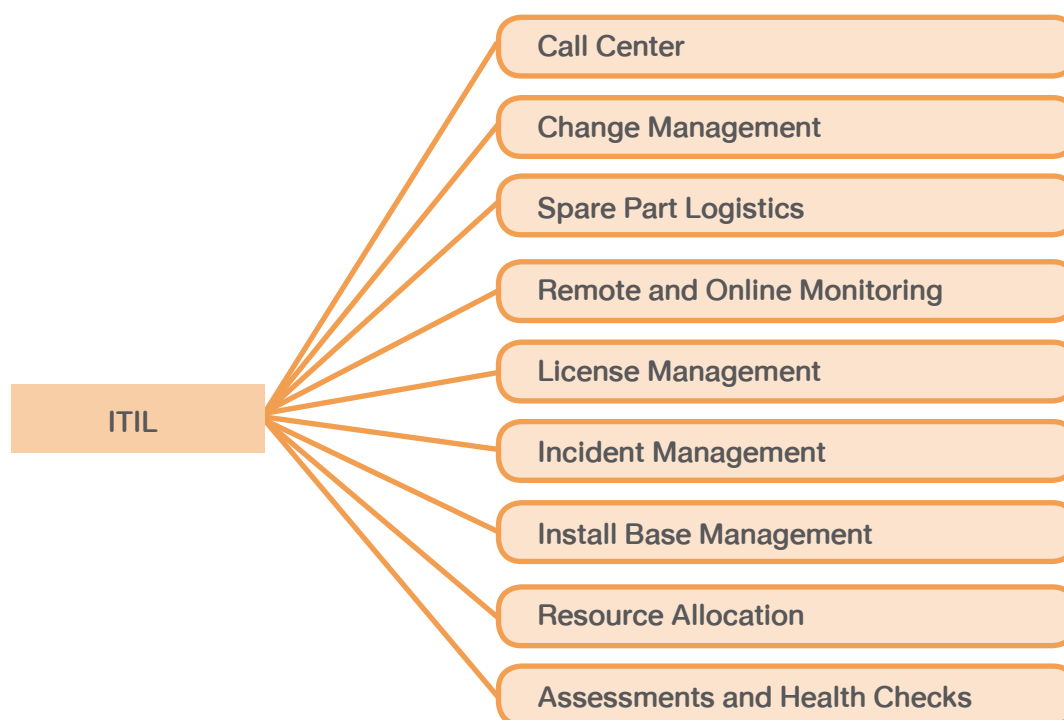 Call Center
Change Management
Spare Part Logistics
Remote and Online Monitoring
License Management
ITIL
Incident Management
Install Base Management
Resource Allocation
Assessments and Health Checks